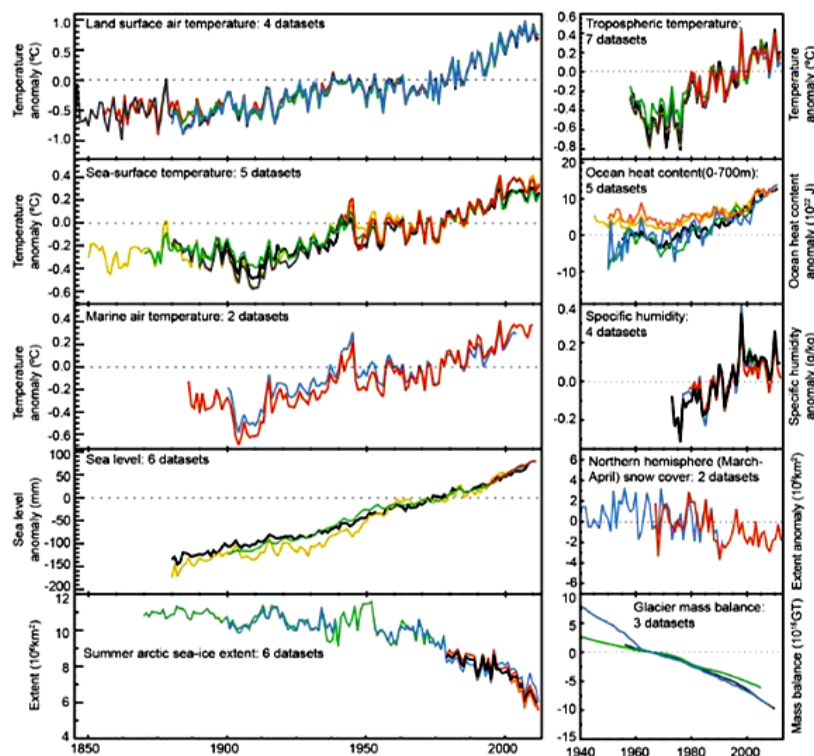 Land surface air temperature: 4 datasets
Temperature
anomaly (ºC)
1.0
0.5
0.0
-0.5
-1.0
Sea-surface temperature: 5 datasets
Temperature
anomaly (ºC)
0.4
0.2
0.0
-0.2
-0.4
-0.6
Marine air temperature: 2 datasets
Temperature
anomaly (ºC)
0.4
0.2
0.0
-0.2
-0.4
-0.6
Sea level: 6 datasets
Sea level
anomaly (mm)
100
50
0
-50
-100
-150
-200
Summer arctic sea-ice extent: 6 datasets
Extent (10⁶km²)
12
10
8
6
4
1850
1900
1950
2000
Tropospheric temperature:
7 datasets
Temperature
anomaly (ºC)
0.6
0.4
0.2
0.0
-0.2
-0.4
-0.6
-0.8
Ocean heat content(0-700m):
5 datasets
Ocean heat content
anomaly (10²² J)
20
10
0
-10
Specific humidity:
4 datasets
Specific humidity
anomaly (g/kg)
0.4
0.2
0.0
-0.2
Northern hemisphere (March-
April) snow cover: 2 datasets
Extent anomaly (10⁶km²)
6
4
2
0
-2
-4
-6
Glacier mass balance:
3 datasets
Mass balance (10¹⁵GT)
10
5
0
-5
-10
-15
1940
1960
1980
2000